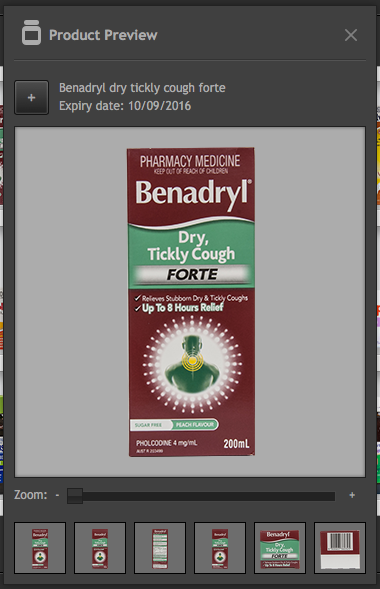 Product Preview
Benadryl dry tickly cough forte
Expiry date: 10/09/2016
PHARMACY MEDICINE
KEEP OUT OF REACH OF CHILDREN
Benadryl®
Dry,
Tickly Cough
FORTE
✓ Relieves Stubborn Dry & Tickly Coughs
✓ Up To 8 Hours Relief
SUGAR FREE PEACH FLAVOUR
PHOLCODINE 4 mg/mL
200mL
Zoom: - +
Benadryl
Dry,
Tickly Cough
FORTE